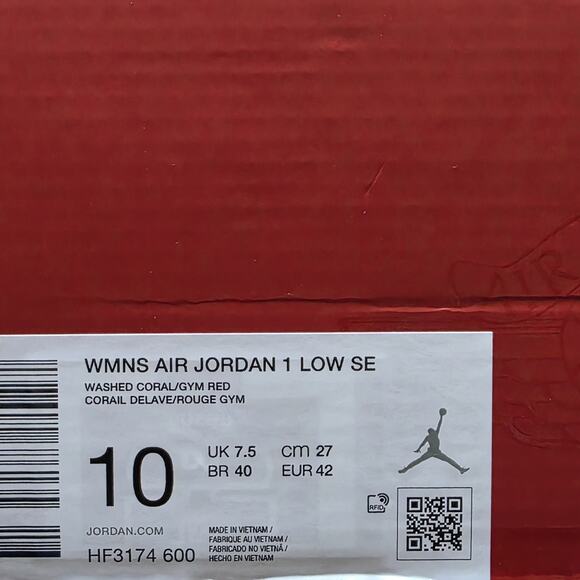 AIR
WMNS AIR JORDAN 1 LOW SE
WASHED CORAL/GYM RED
CORAIL DELAVE/ROUGE GYM
10
UK 7.5 cm 27
BR 40 EUR 42
RFID
JORDAN.COM
HF3174 600
MADE IN VIETNAM /
FABRIQUE AU VIETNAM /
FABRICADO NO VIETNÃ /
HECHO EN VIETNAM